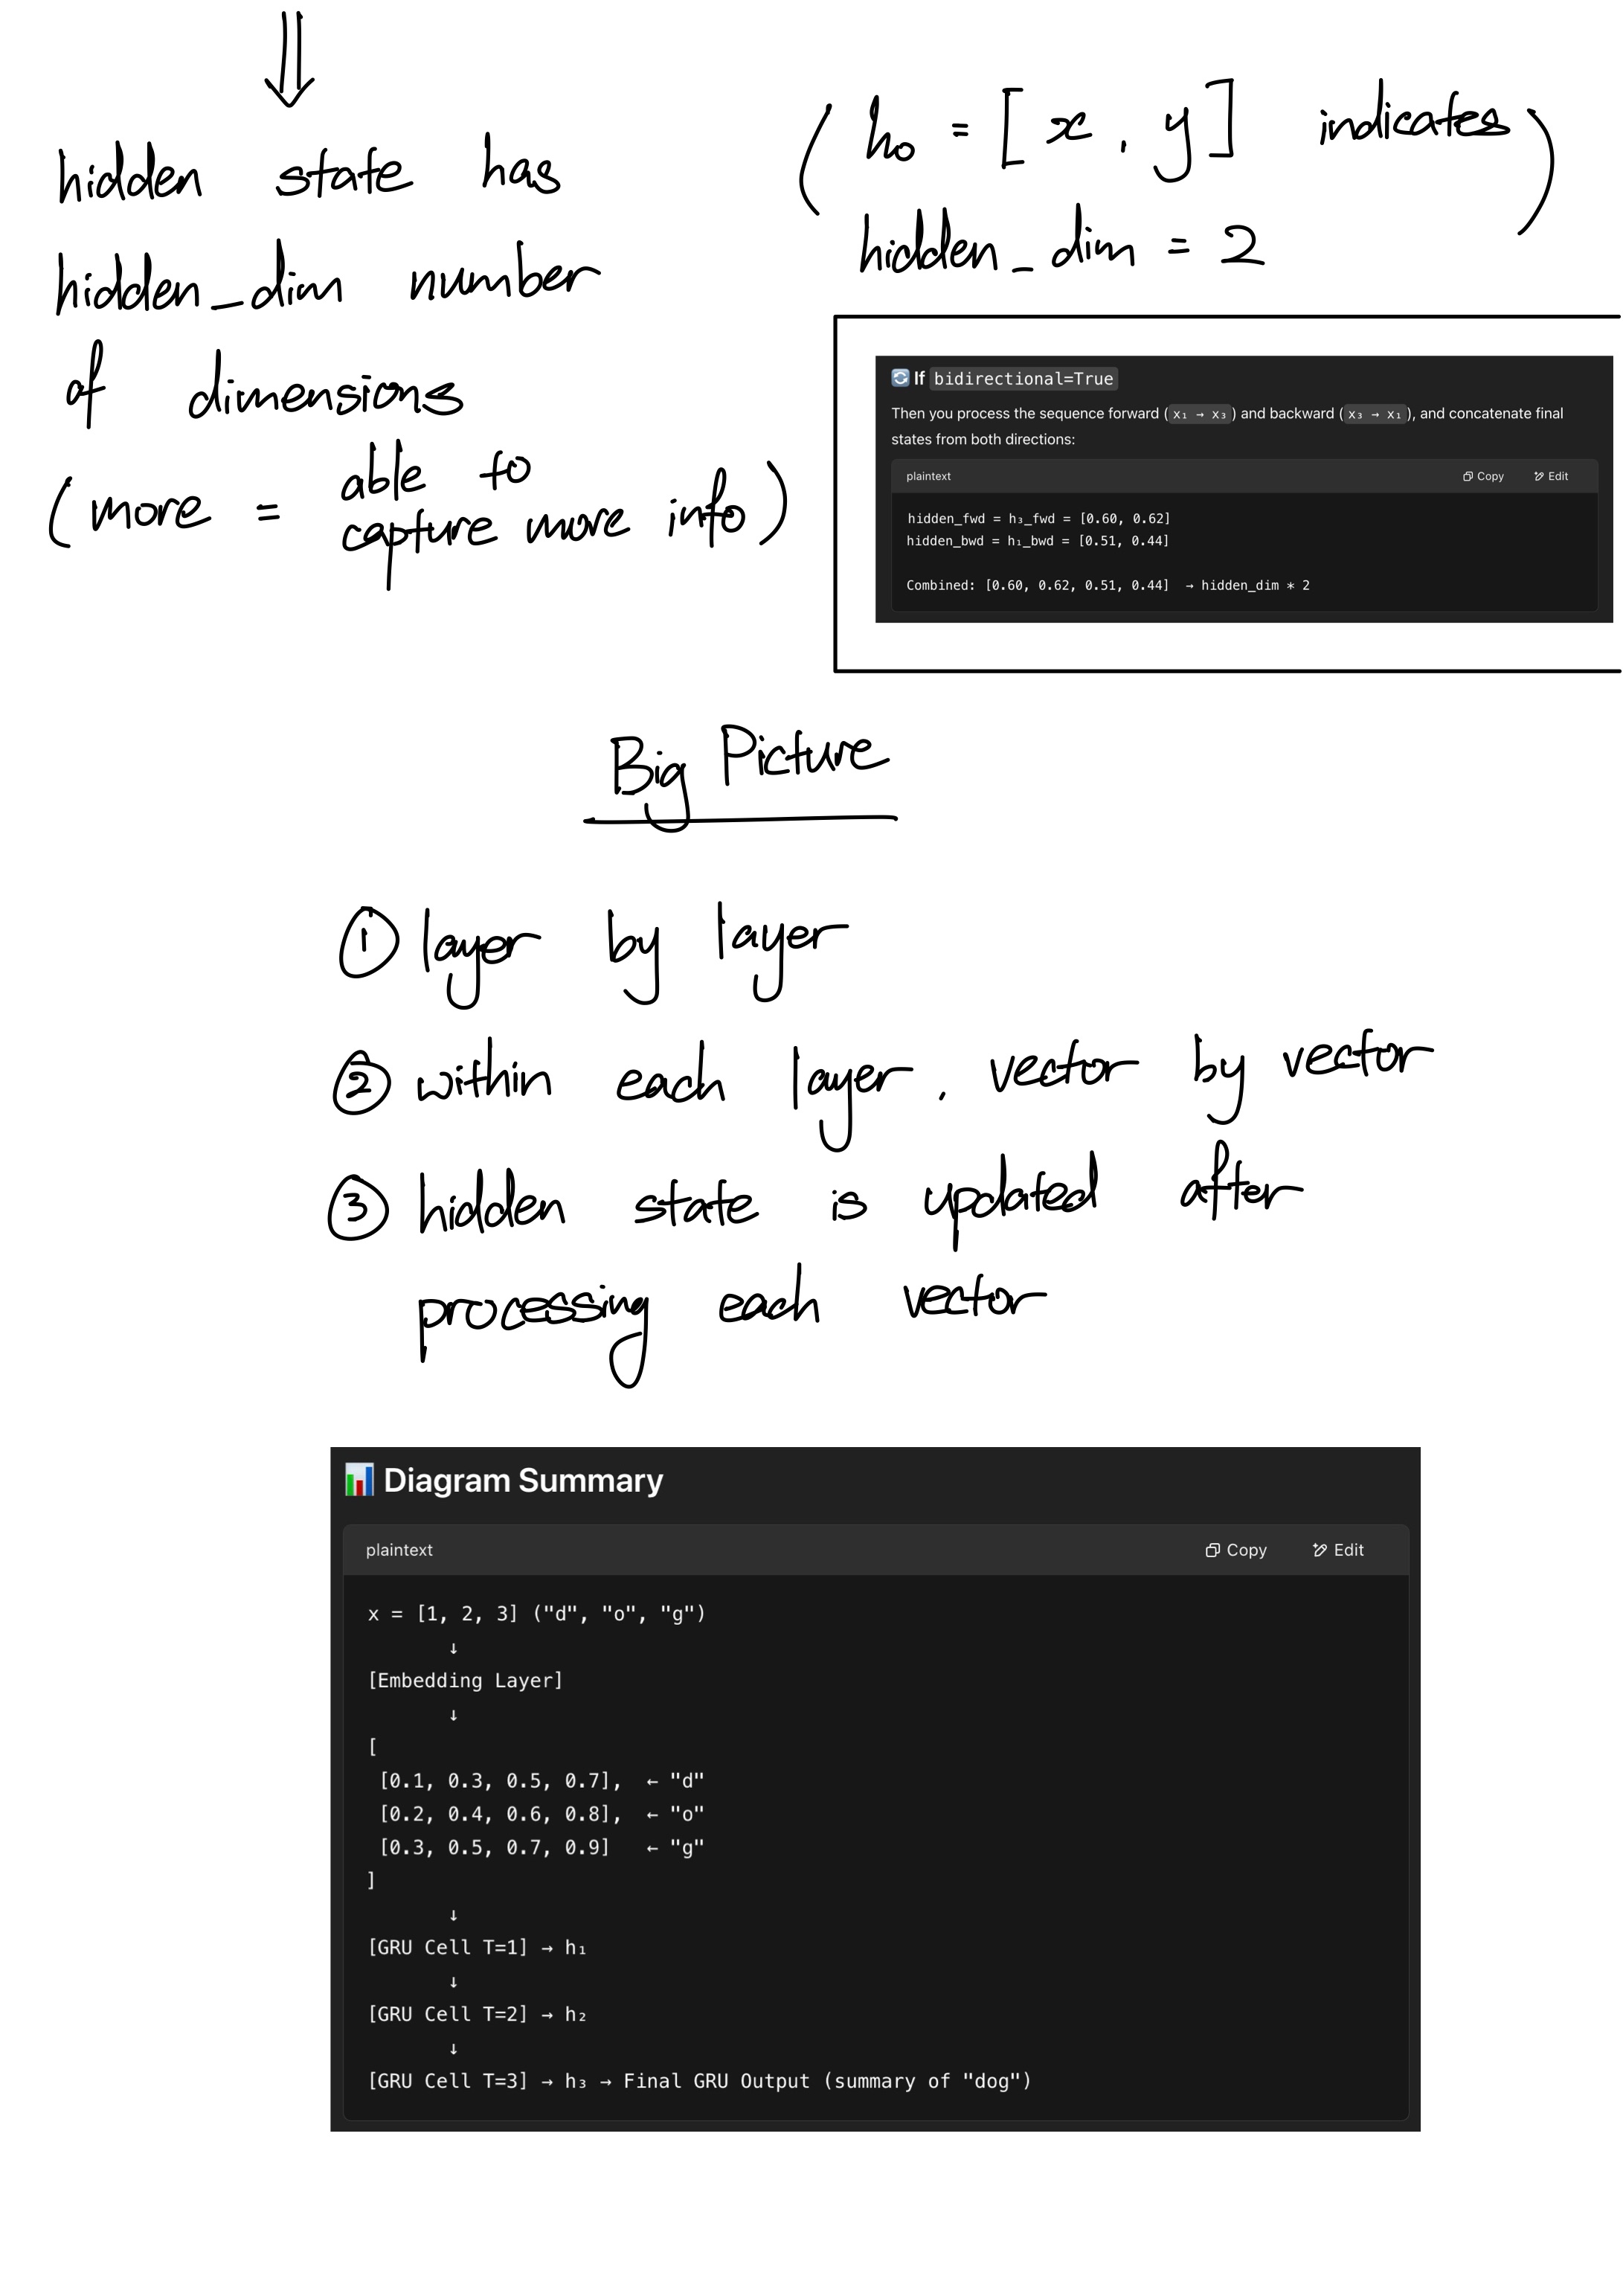 hidden state has
hidden_dim number
of dimensions
(more = able to
capture more info)
(h₀ = [x, y] indicates
hidden_dim = 2)
If bidirectional=True
Then you process the sequence forward (x₁ → x₃) and backward (x₃ → x₁), and concatenate final
states from both directions:
plaintext Copy Edit
hidden_fwd = h₃_fwd = [0.60, 0.62]
hidden_bwd = h₁_bwd = [0.51, 0.44]
Combined: [0.60, 0.62, 0.51, 0.44] → hidden_dim * 2
Big Picture
① layer by layer
② within each layer, vector by vector
③ hidden state is updated after
processing each vector
Diagram Summary
plaintext Copy Edit
x = [1, 2, 3] ("d", "o", "g")
↓
[Embedding Layer]
↓
[
[0.1, 0.3, 0.5, 0.7], ← "d"
[0.2, 0.4, 0.6, 0.8], ← "o"
[0.3, 0.5, 0.7, 0.9] ← "g"
]
↓
[GRU Cell T=1] → h₁
↓
[GRU Cell T=2] → h₂
↓
[GRU Cell T=3] → h₃ → Final GRU Output (summary of "dog")